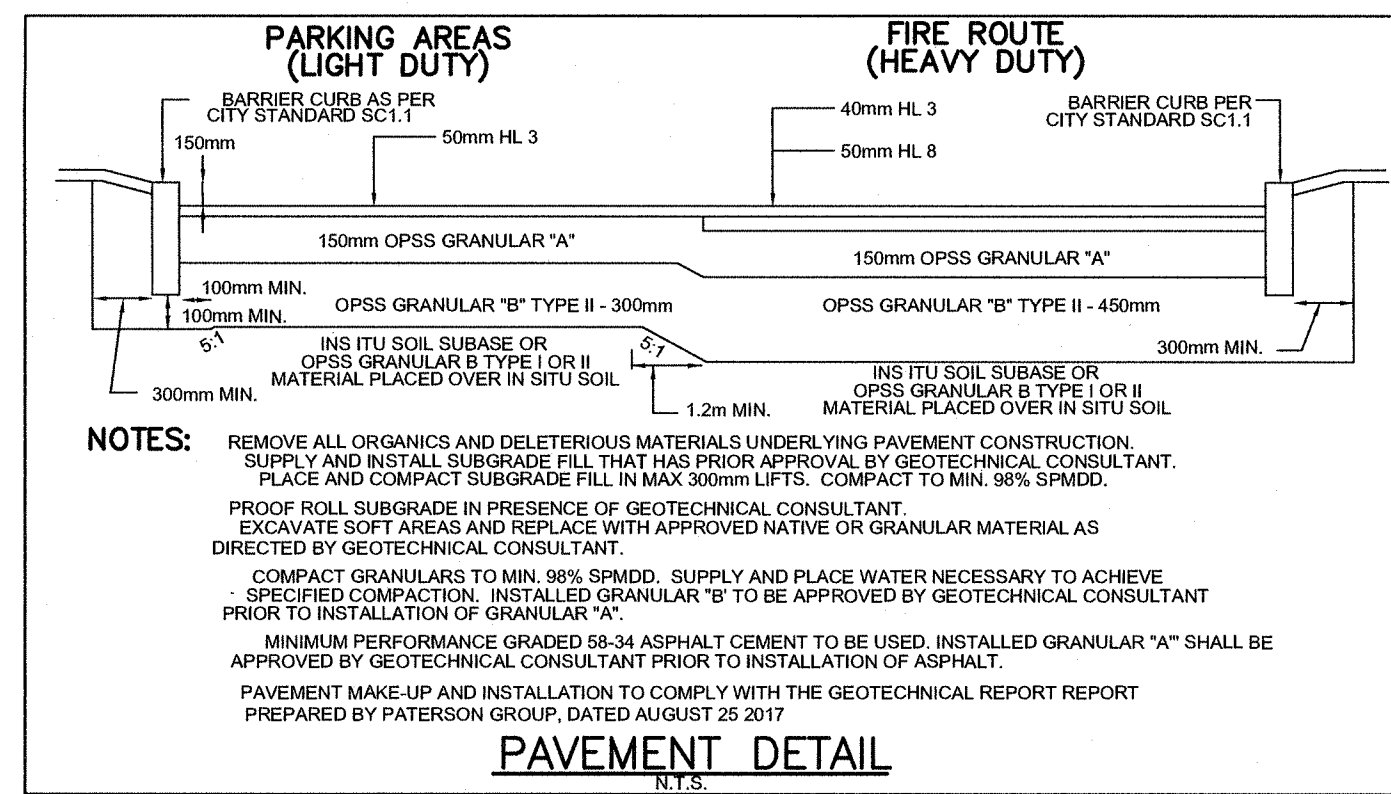 PARKING AREAS
(LIGHT DUTY)
FIRE ROUTE
(HEAVY DUTY)
BARRIER CURB AS PER
CITY STANDARD SC1.1
150mm
50mm HL 3
40mm HL 3
50mm HL 8
BARRIER CURB PER
CITY STANDARD SC1.1
150mm OPSS GRANULAR "A"
150mm OPSS GRANULAR "A"
100mm MIN.
100mm MIN.
OPSS GRANULAR "B" TYPE II - 300mm
OPSS GRANULAR "B" TYPE II - 450mm
5:1
INS ITU SOIL SUBASE OR
OPSS GRANULAR B TYPE I OR II
MATERIAL PLACED OVER IN SITU SOIL
5:1
300mm MIN.
300mm MIN.
1.2m MIN.
INS ITU SOIL SUBASE OR
OPSS GRANULAR B TYPE I OR II
MATERIAL PLACED OVER IN SITU SOIL
NOTES:
REMOVE ALL ORGANICS AND DELETERIOUS MATERIALS UNDERLYING PAVEMENT CONSTRUCTION.
SUPPLY AND INSTALL SUBGRADE FILL THAT HAS PRIOR APPROVAL BY GEOTECHNICAL CONSULTANT.
PLACE AND COMPACT SUBGRADE FILL IN MAX 300mm LIFTS. COMPACT TO MIN. 98% SPMDD.
PROOF ROLL SUBGRADE IN PRESENCE OF GEOTECHNICAL CONSULTANT.
EXCAVATE SOFT AREAS AND REPLACE WITH APPROVED NATIVE OR GRANULAR MATERIAL AS
DIRECTED BY GEOTECHNICAL CONSULTANT.
COMPACT GRANULARS TO MIN. 98% SPMDD. SUPPLY AND PLACE WATER NECESSARY TO ACHIEVE
SPECIFIED COMPACTION. INSTALLED GRANULAR "B' TO BE APPROVED BY GEOTECHNICAL CONSULTANT
PRIOR TO INSTALLATION OF GRANULAR "A".
MINIMUM PERFORMANCE GRADED 58-34 ASPHALT CEMENT TO BE USED. INSTALLED GRANULAR "A"' SHALL BE
APPROVED BY GEOTECHNICAL CONSULTANT PRIOR TO INSTALLATION OF ASPHALT.
PAVEMENT MAKE-UP AND INSTALLATION TO COMPLY WITH THE GEOTECHNICAL REPORT REPORT
PREPARED BY PATERSON GROUP, DATED AUGUST 25 2017
PAVEMENT DETAIL
N.T.S.